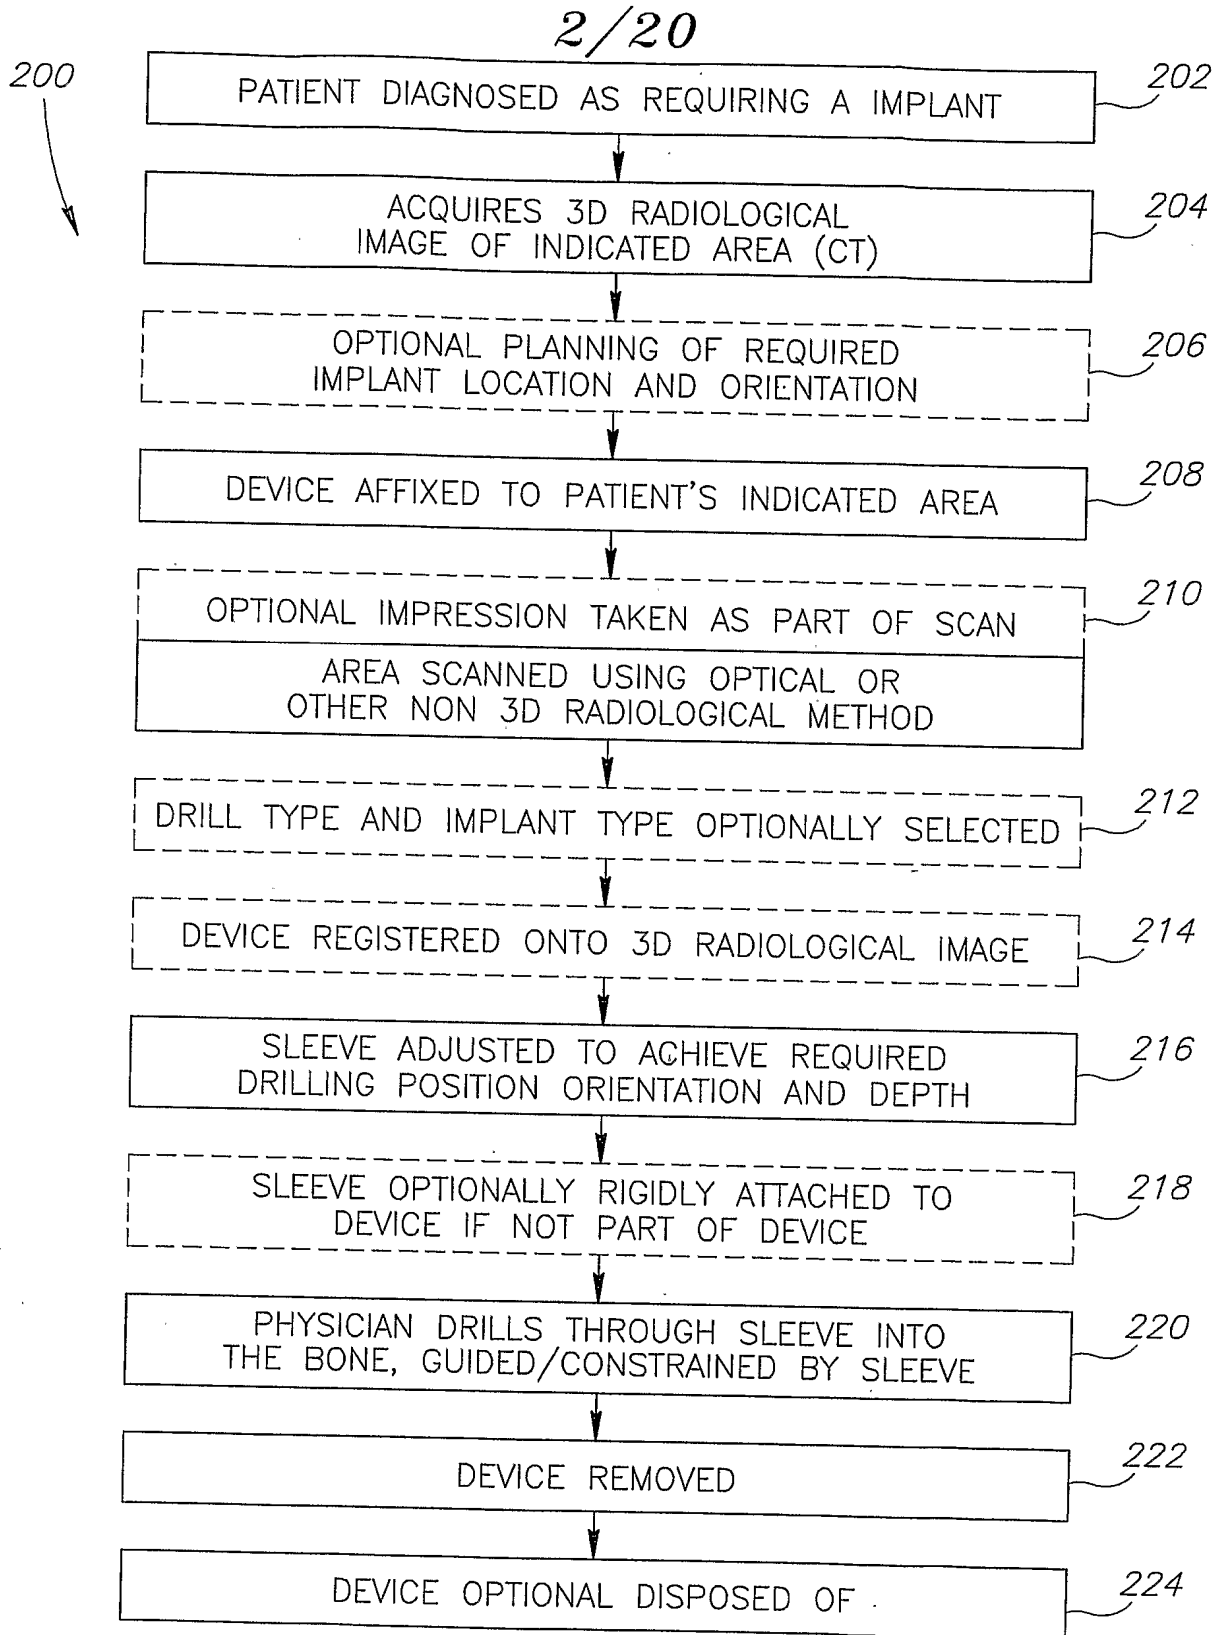 2/20
200
PATIENT DIAGNOSED AS REQUIRING A IMPLANT
202
ACQUIRES 3D RADIOLOGICAL
IMAGE OF INDICATED AREA (CT)
204
OPTIONAL PLANNING OF REQUIRED
IMPLANT LOCATION AND ORIENTATION
206
DEVICE AFFIXED TO PATIENT'S INDICATED AREA
208
OPTIONAL IMPRESSION TAKEN AS PART OF SCAN
210
AREA SCANNED USING OPTICAL OR
OTHER NON 3D RADIOLOGICAL METHOD
DRILL TYPE AND IMPLANT TYPE OPTIONALLY SELECTED
212
DEVICE REGISTERED ONTO 3D RADIOLOGICAL IMAGE
214
SLEEVE ADJUSTED TO ACHIEVE REQUIRED
DRILLING POSITION ORIENTATION AND DEPTH
216
SLEEVE OPTIONALLY RIGIDLY ATTACHED TO
DEVICE IF NOT PART OF DEVICE
218
PHYSICIAN DRILLS THROUGH SLEEVE INTO
THE BONE, GUIDED/CONSTRAINED BY SLEEVE
220
DEVICE REMOVED
222
DEVICE OPTIONAL DISPOSED OF
224